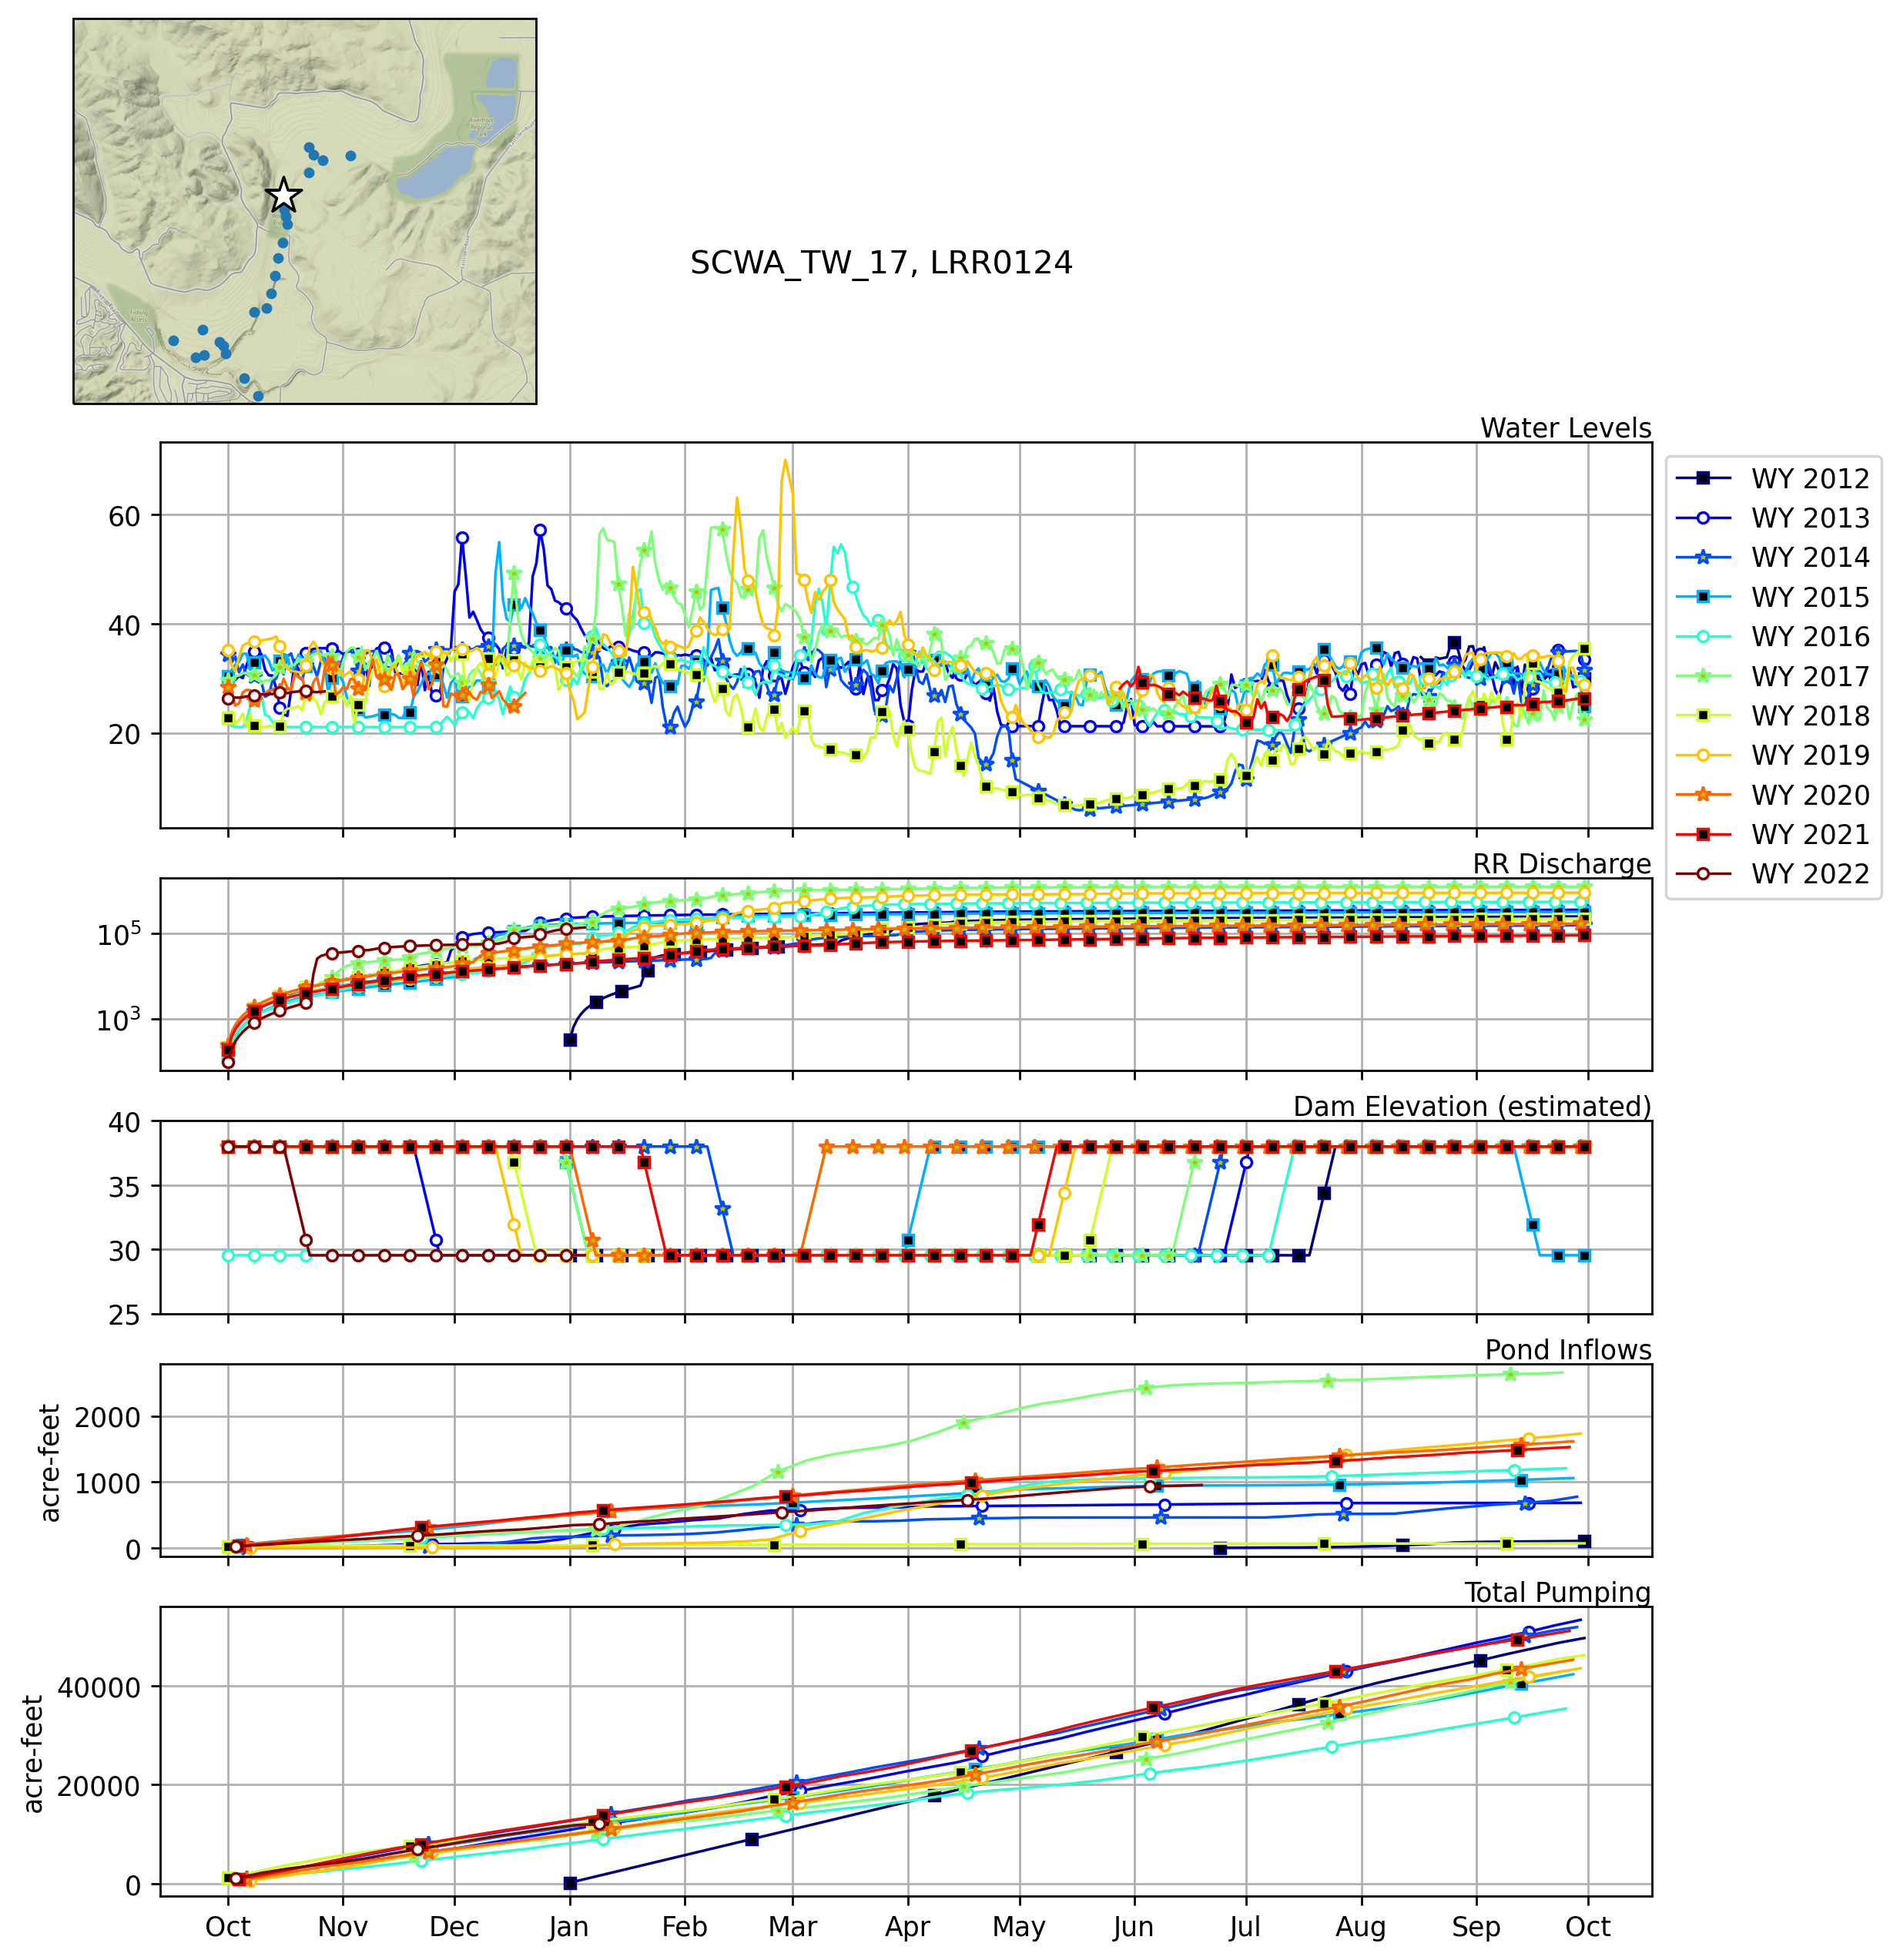 SCWA_TW_17, LRR0124
Water Levels
60
40
20
WY 2012
WY 2013
WY 2014
WY 2015
WY 2016
WY 2017
WY 2018
WY 2019
WY 2020
WY 2021
WY 2022
RR Discharge
10^5
10^3
Dam Elevation (estimated)
40
35
30
25
Pond Inflows
acre-feet
2000
1000
0
Total Pumping
acre-feet
40000
20000
0
Oct Nov Dec Jan Feb Mar Apr May Jun Jul Aug Sep Oct